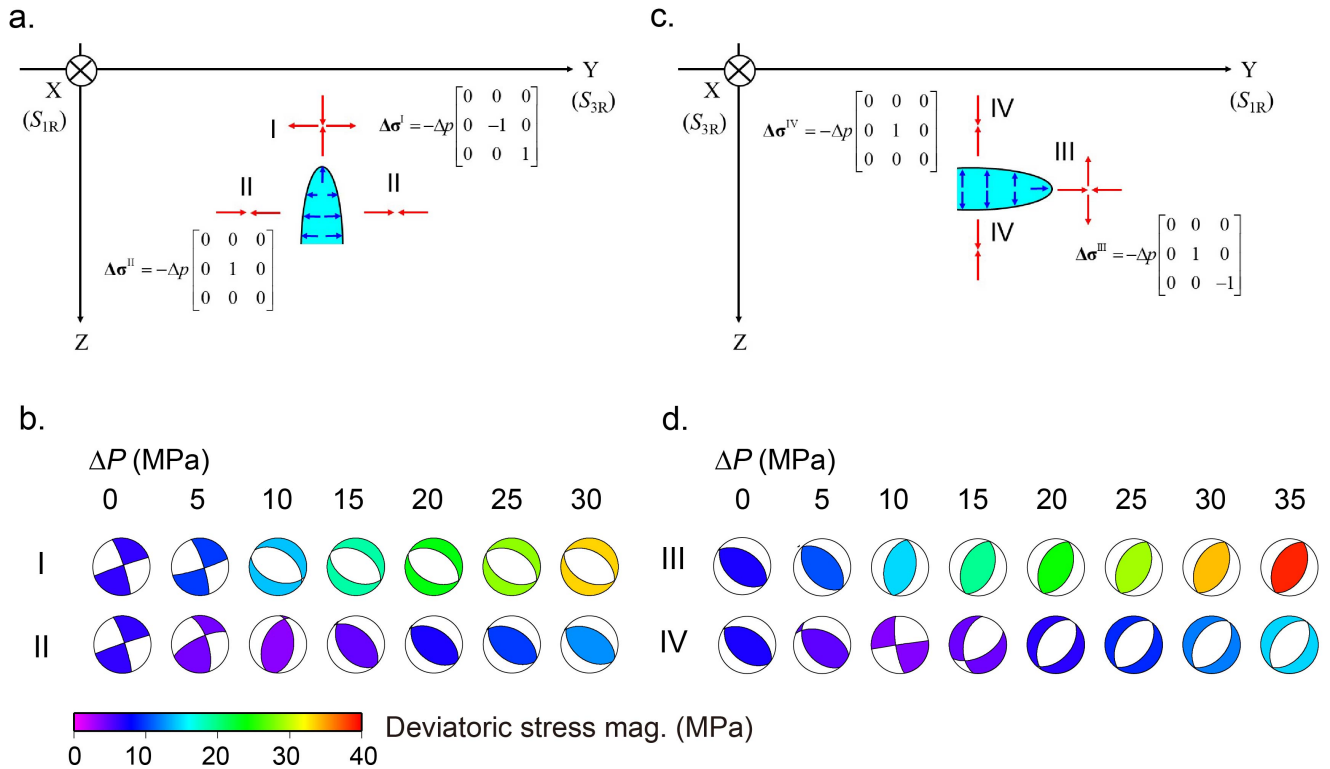 a.
Y
X
(S1R)
(S3R)
I
Δσ^I = −Δp [0 0 0
0 −1 0
0 0 1]
II
II
Δσ^II = −Δp [0 0 0
0 1 0
0 0 0]
Z
c.
Y
X
(S3R)
(S1R)
IV
Δσ^IV = −Δp [0 0 0
0 1 0
0 0 0]
III
IV
Δσ^III = −Δp [0 0 0
0 1 0
0 0 −1]
Z
b.
ΔP (MPa)
0 5 10 15 20 25 30
I
II
0 10 20 30 40
Deviatoric stress mag. (MPa)
d.
ΔP (MPa)
0 5 10 15 20 25 30 35
III
IV